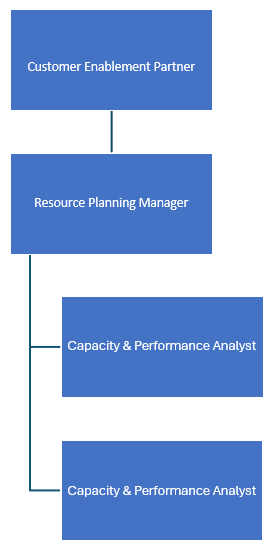 Customer Enablement Partner
Resource Planning Manager
Capacity & Performance Analyst
Capacity & Performance Analyst